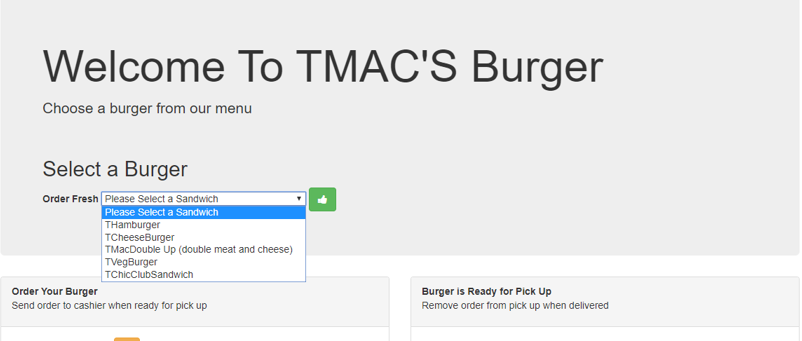 Welcome To TMAC'S Burger
Choose a burger from our menu
Select a Burger
Order Fresh Please Select a Sandwich
Please Select a Sandwich
THamburger
TCheeseBurger
TMacDouble Up (double meat and cheese)
TVegBurger
TChicClubSandwich
Order Your Burger
Send order to cashier when ready for pick up
Burger is Ready for Pick Up
Remove order from pick up when delivered